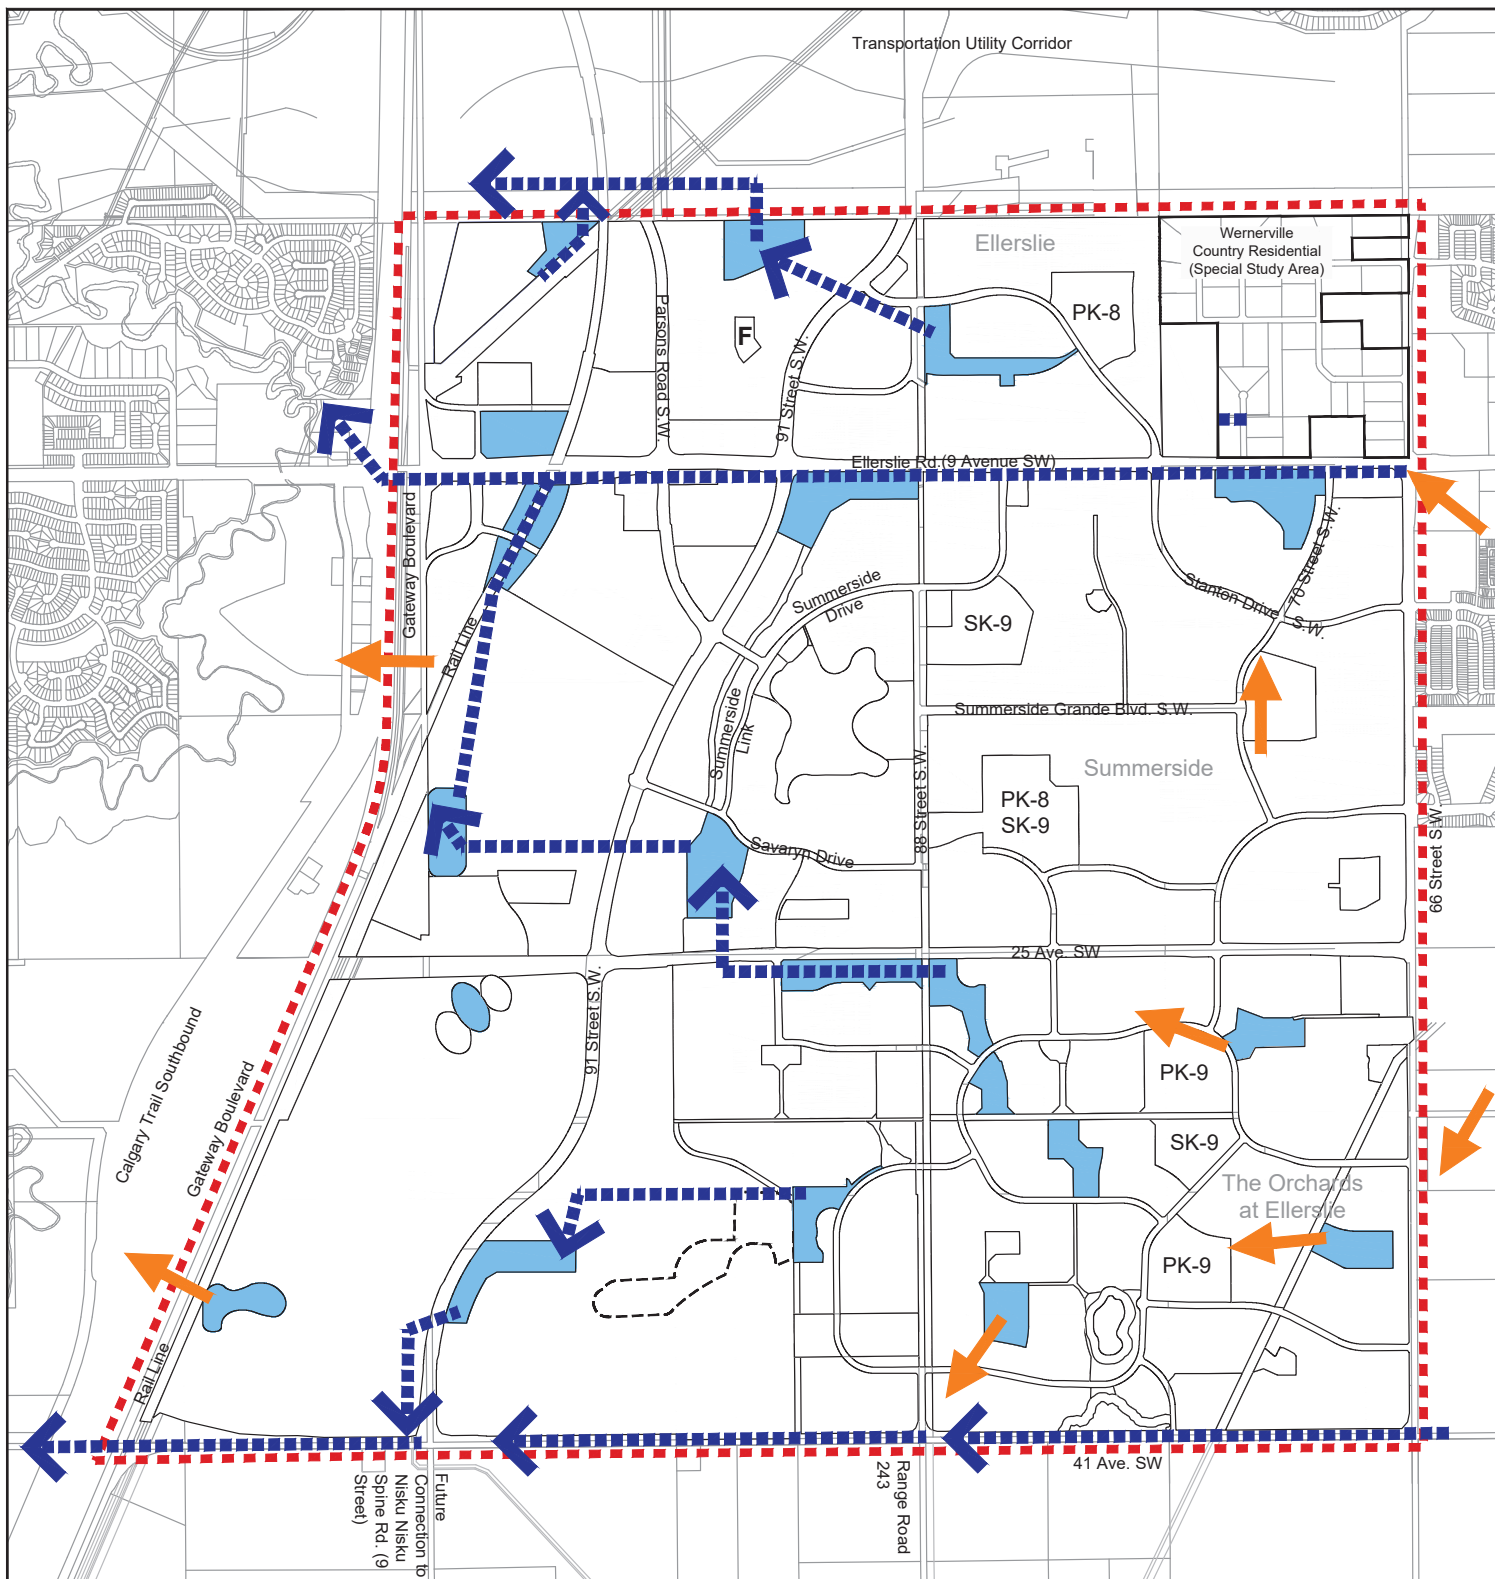 Transportation Utility Corridor
Ellerslie
Wernerville
Country Residential
(Special Study Area)
PK-8
F
Parsons Road S.W.
91 Street S.W.
Ellerslie Rd.(9 Avenue SW)
Gateway Boulevard
Rail Line
Summerside
Drive
SK-9
Stanton Drive
S.W.
70 Street S.W.
Summerside
Link
Summerside Grande Blvd. S.W.
Summerside
PK-8
SK-9
88 Street S.W.
Savaryn Drive
66 Street S.W.
25 Ave. SW
91 Street S.W.
Calgary Trail Southbound
Gateway Boulevard
PK-9
SK-9
The Orchards
at Ellerslie
PK-9
Rail Line
41 Ave. SW
Range Road
243
Future
Connection to
Nisku Nisku
Spine Rd. (9
Street)